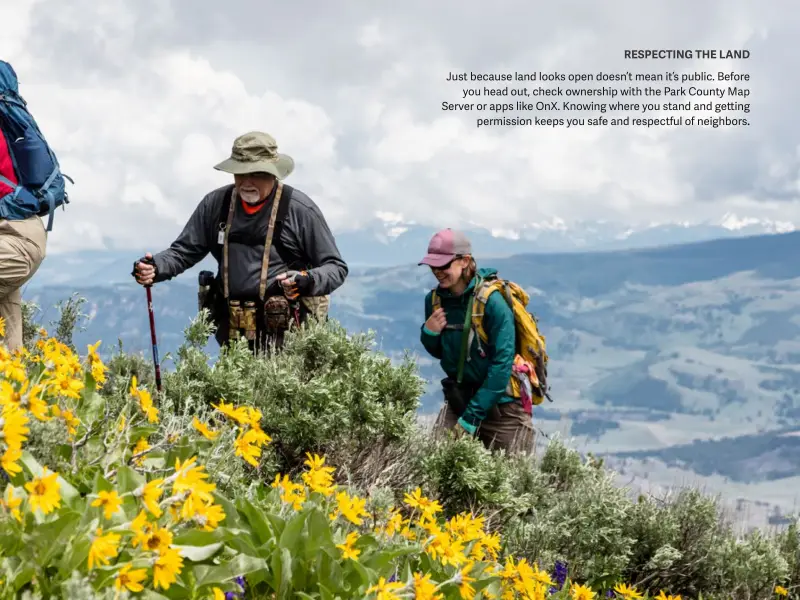 RESPECTING THE LAND
Just because land looks open doesn't mean it's public. Before
you head out, check ownership with the Park County Map
Server or apps like OnX. Knowing where you stand and getting
permission keeps you safe and respectful of neighbors.